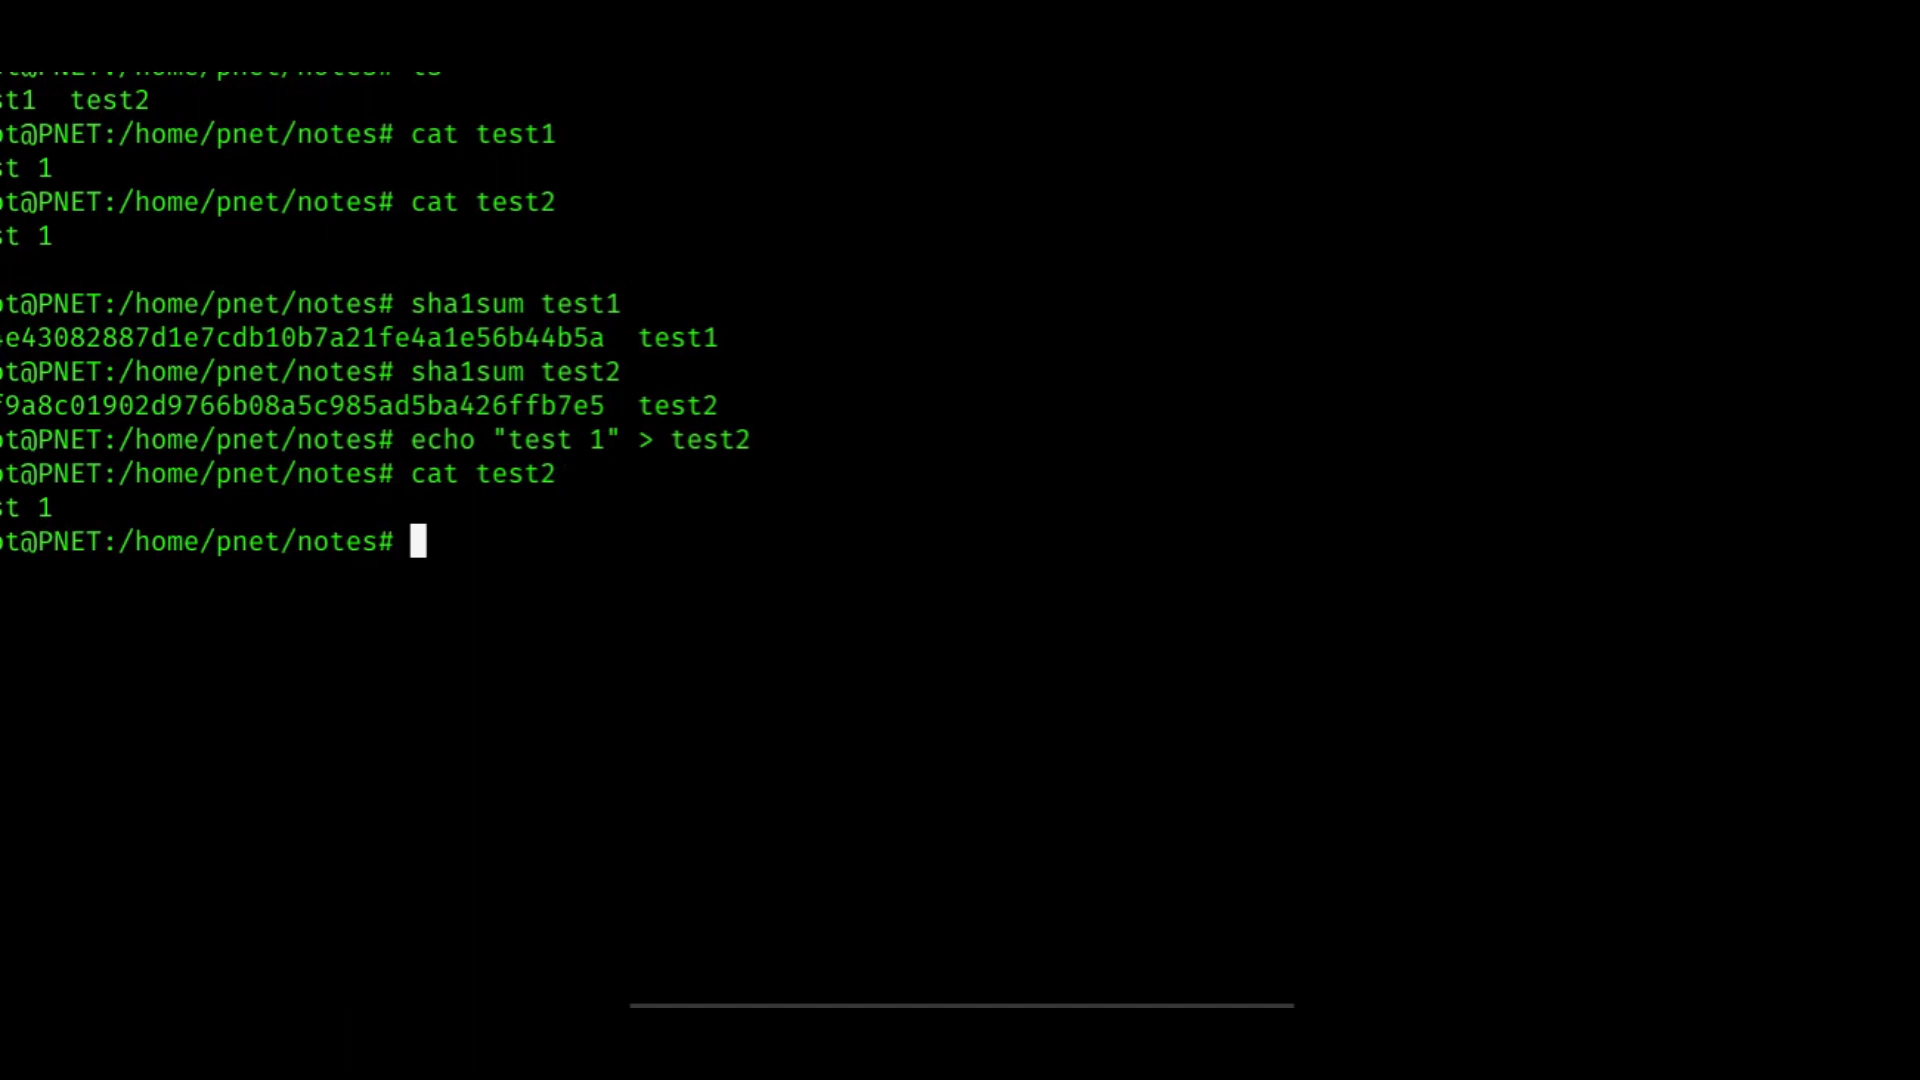 st1  test2
ot@PNET:/home/pnet/notes# cat test1
st 1
ot@PNET:/home/pnet/notes# cat test2
st 1
ot@PNET:/home/pnet/notes# sha1sum test1
4e43082887d1e7cdb10b7a21fe4a1e56b44b5a  test1
ot@PNET:/home/pnet/notes# sha1sum test2
f9a8c01902d9766b08a5c985ad5ba426ffb7e5  test2
ot@PNET:/home/pnet/notes# echo "test 1" > test2
ot@PNET:/home/pnet/notes# cat test2
st 1
ot@PNET:/home/pnet/notes#